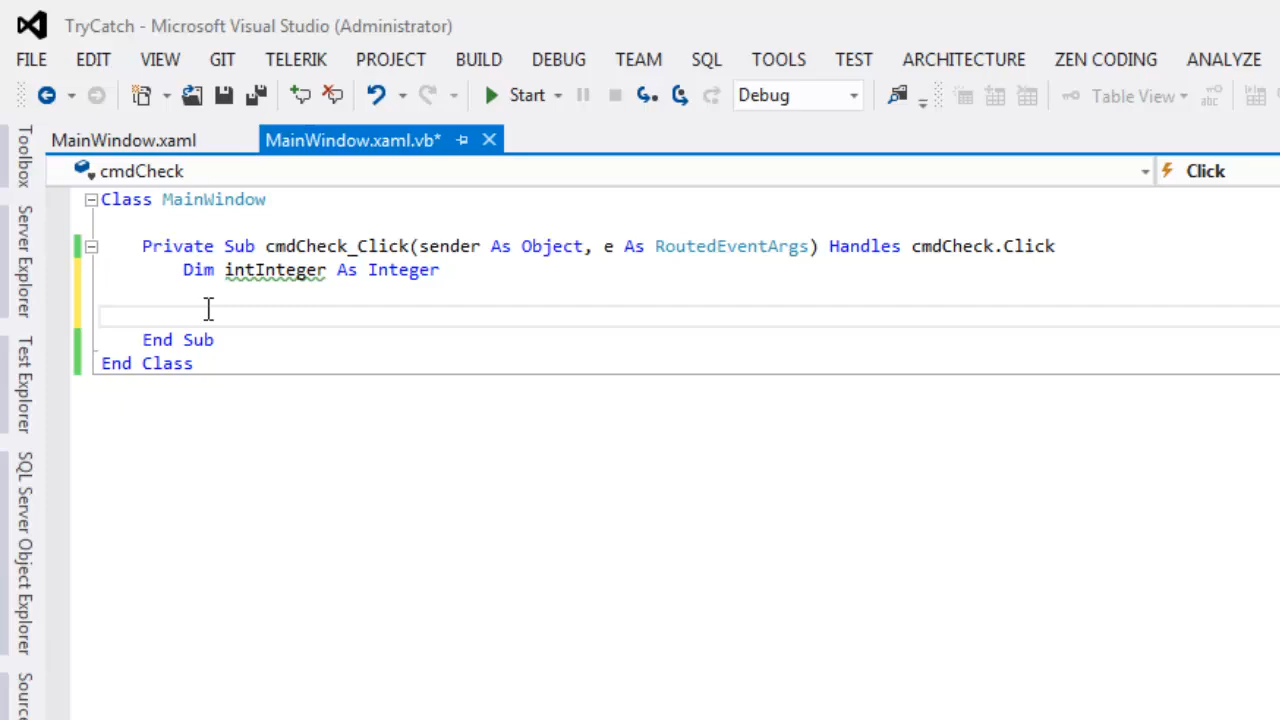 TryCatch - Microsoft Visual Studio (Administrator)
FILE EDIT VIEW GIT TELERIK PROJECT BUILD DEBUG TEAM SQL TOOLS TEST ARCHITECTURE ZEN CODING ANALYZE
Start Debug Table View abc
MainWindow.xaml MainWindow.xaml.vb*
cmdCheck Click
Class MainWindow
Private Sub cmdCheck_Click(sender As Object, e As RoutedEventArgs) Handles cmdCheck.Click
Dim intInteger As Integer
End Sub
End Class
Toolbox
Server Explorer
Test Explorer
SQL Server Object Explorer
Source